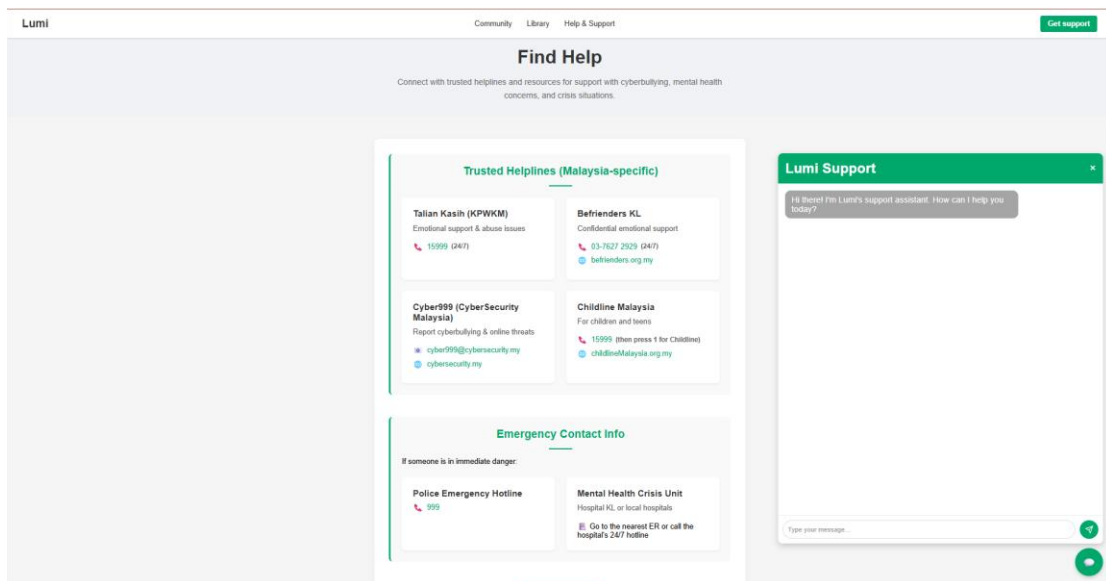 Lumi
Community Library Help & Support
Get support
Find Help
Connect with trusted helplines and resources for support with cyberbullying, mental health
concerns, and crisis situations.
Trusted Helplines (Malaysia-specific)
Talian Kasih (KPWKM)
Emotional support & abuse issues
15999 (24/7)
Befrienders KL
Confidential emotional support
03-7627 2929 (24/7)
befrienders.org.my
Cyber999 (CyberSecurity
Malaysia)
Report cyberbullying & online threats
cyber999@cybersecurity.my
cybersecurity.my
Childline Malaysia
For children and teens
15999 (then press 1 for Childline)
childlineMalaysia.org.my
Emergency Contact Info
If someone is in immediate danger:
Police Emergency Hotline
999
Mental Health Crisis Unit
Hospital KL or local hospitals
Go to the nearest ER or call the
hospital's 24/7 hotline
Lumi Support
×
Hi there! I'm Lumi's support assistant. How can I help you
today?
Type your message...